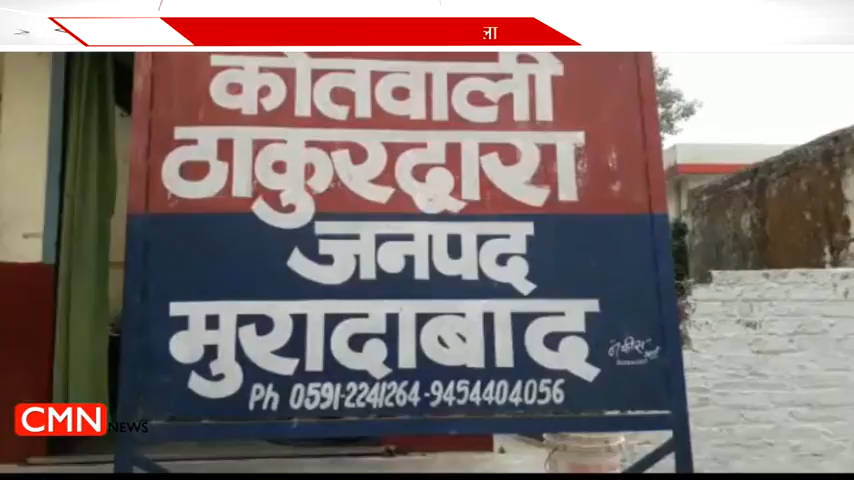 ला
कोतवाली
ठाकुरद्वारा
जनपद
मुरादाबाद
Ph 0591-2241264-9454404056
CMN NEWS